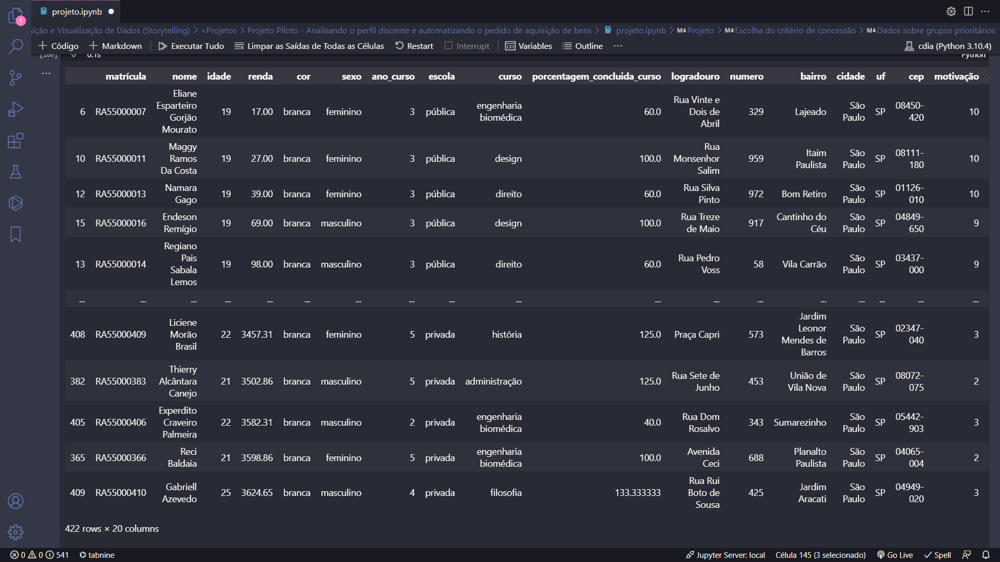 projeto.ipynb
1
sição e Visualização de Dados (Storytelling) > +Projetos > Projeto Piloto - Analisando o perfil discente e automatizando o pedido de aquisição de bens > projeto.ipynb > Projeto > Escolha do critério de concessão > Dados sobre grupos prioritários
+ Código + Markdown Executar Tudo Limpar as Saídas de Todas as Células Restart Interrupt Variables Outline ... cdia (Python 3.10.4)
[100] 0.1s Python
...
matrícula nome idade renda cor sexo ano_curso escola curso porcentagem_concluida_curso logradouro numero bairro cidade uf cep motivação
6 RA55000007 Eliane Esparteiro Gorjão Mourato 19 17.00 branca feminino 3 pública engenharia biomédica 60.0 Rua Vinte e Dois de Abril 329 Lajeado São Paulo SP 08450-420 10
10 RA55000011 Maggy Ramos Da Costa 19 27.00 branca feminino 3 pública design 100.0 Rua Monsenhor Salim 959 Itaim Paulista São Paulo SP 08111-180 10
12 RA55000013 Namara Gago 19 39.00 branca feminino 3 pública direito 60.0 Rua Silva Pinto 972 Bom Retiro São Paulo SP 01126-010 10
15 RA55000016 Endeson Remígio 19 69.00 branca masculino 3 pública design 100.0 Rua Treze de Maio 917 Cantinho do Céu São Paulo SP 04849-650 9
13 RA55000014 Regiano Pais Sabala Lemos 19 98.00 branca masculino 3 pública direito 60.0 Rua Pedro Voss 58 Vila Carrão São Paulo SP 03437-000 9
... ... ... ... ... ... ... ... ... ... ... ... ... ... ... ... ... ...
408 RA55000409 Liciene Morão Brasil 22 3457.31 branca feminino 5 privada história 125.0 Praça Capri 573 Jardim Leonor Mendes de Barros São Paulo SP 02347-040 3
382 RA55000383 Thierry Alcântara Canejo 21 3502.86 branca masculino 5 privada administração 125.0 Rua Sete de Junho 453 União de Vila Nova São Paulo SP 08072-075 2
405 RA55000406 Experdito Craveiro Palmeira 22 3582.31 branca masculino 2 privada engenharia biomédica 40.0 Rua Dom Rosalvo 343 Sumarezinho São Paulo SP 05442-903 3
365 RA55000366 Reci Baldaia 21 3598.86 branca feminino 5 privada engenharia biomédica 100.0 Avenida Ceci 688 Planalto Paulista São Paulo SP 04065-004 2
409 RA55000410 Gabriell Azevedo 25 3624.65 branca masculino 4 privada filosofia 133.333333 Rua Rui Boto de Sousa 425 Jardim Aracati São Paulo SP 04949-020 3
422 rows × 20 columns
0 0 541 tabnine Jupyter Server: local Célula 145 (3 selecionado) Go Live Spell